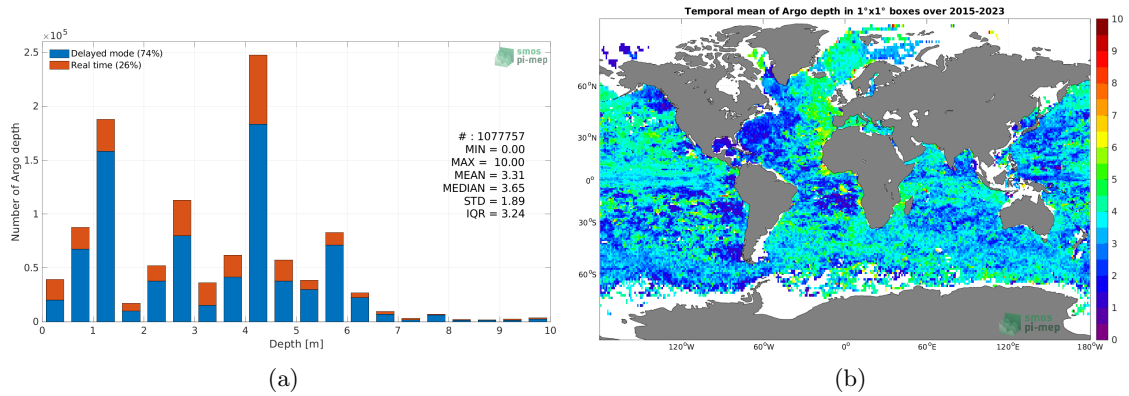 ×10⁵
2.5
2
1.5
1
0.5
0
Number of Argo depth
Delayed mode (74%)
Real time (26%)
smos
pi-mep
# : 1077757
MIN = 0.00
MAX = 10.00
MEAN = 3.31
MEDIAN = 3.65
STD = 1.89
IQR = 3.24
0 1 2 3 4 5 6 7 8 9 10
Depth [m]
(a)
Temporal mean of Argo depth in 1°x1° boxes over 2015-2023
60°N
30°N
0°
30°S
60°S
120°W 60°W 0° 60°E 120°E 180°W
smos
pi-mep
10
9
8
7
6
5
4
3
2
1
0
(b)